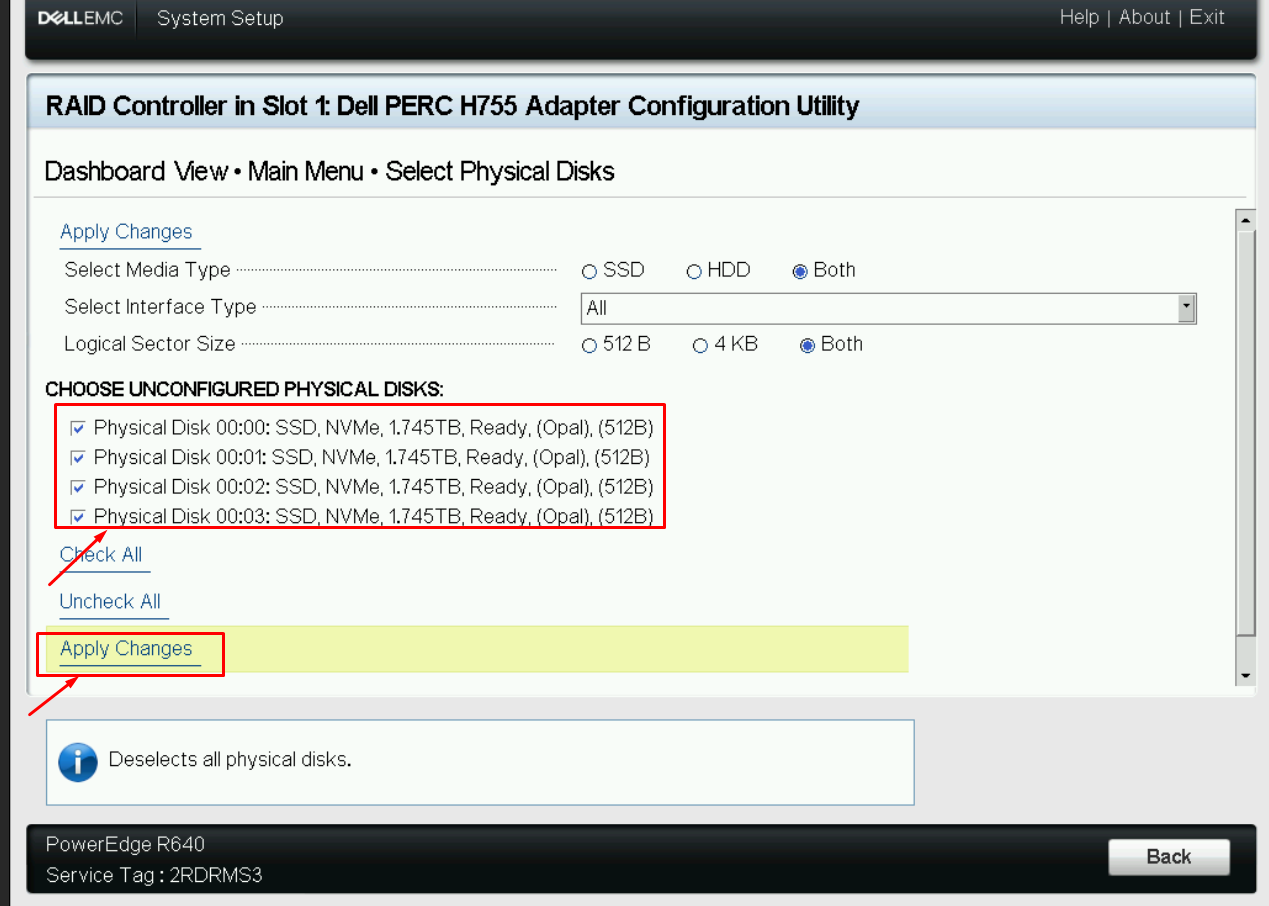 DELLEMC System Setup Help | About | Exit
RAID Controller in Slot 1: Dell PERC H755 Adapter Configuration Utility
Dashboard View • Main Menu • Select Physical Disks
Apply Changes
Select Media Type SSD HDD Both
Select Interface Type All
Logical Sector Size 512 B 4 KB Both
CHOOSE UNCONFIGURED PHYSICAL DISKS:
Physical Disk 00:00: SSD, NVMe, 1.745TB, Ready, (Opal), (512B)
Physical Disk 00:01: SSD, NVMe, 1.745TB, Ready, (Opal), (512B)
Physical Disk 00:02: SSD, NVMe, 1.745TB, Ready, (Opal), (512B)
Physical Disk 00:03: SSD, NVMe, 1.745TB, Ready, (Opal), (512B)
Check All
Uncheck All
Apply Changes
Deselects all physical disks.
PowerEdge R640
Service Tag : 2RDRMS3
Back